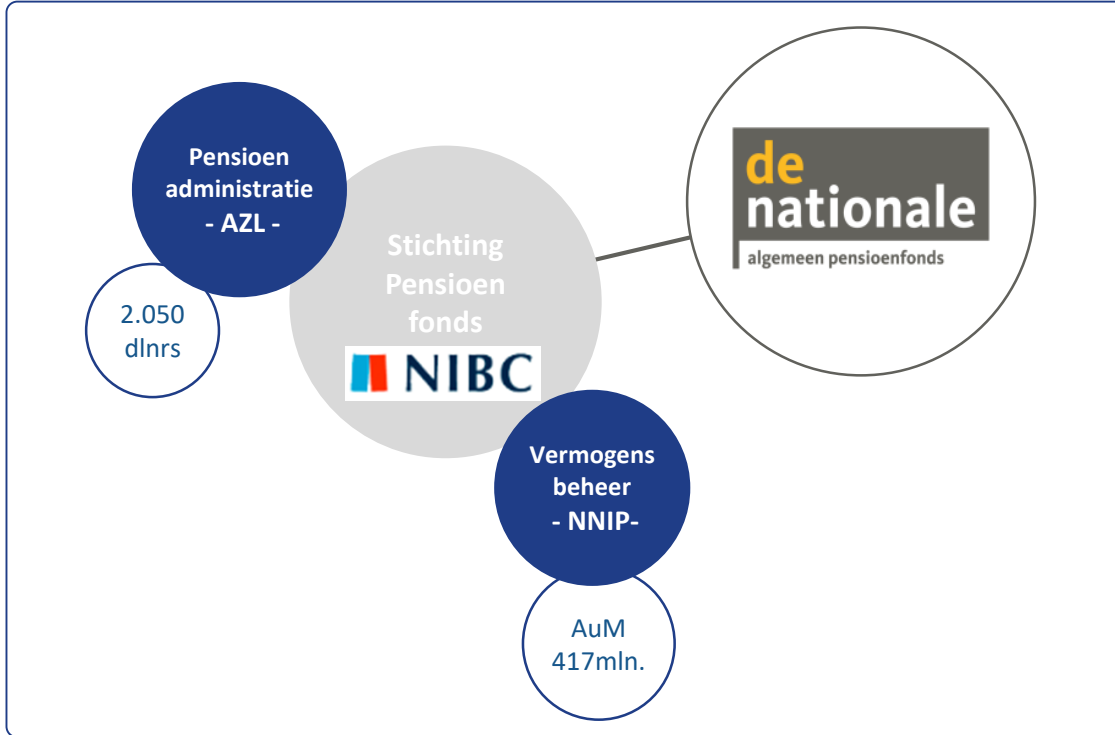 Pensioen
administratie
- AZL -
2.050
dlnrs
Stichting
Pensioen
fonds
NIBC
de
nationale
algemeen pensioenfonds
Vermogens
beheer
- NNIP-
AuM
417mln.